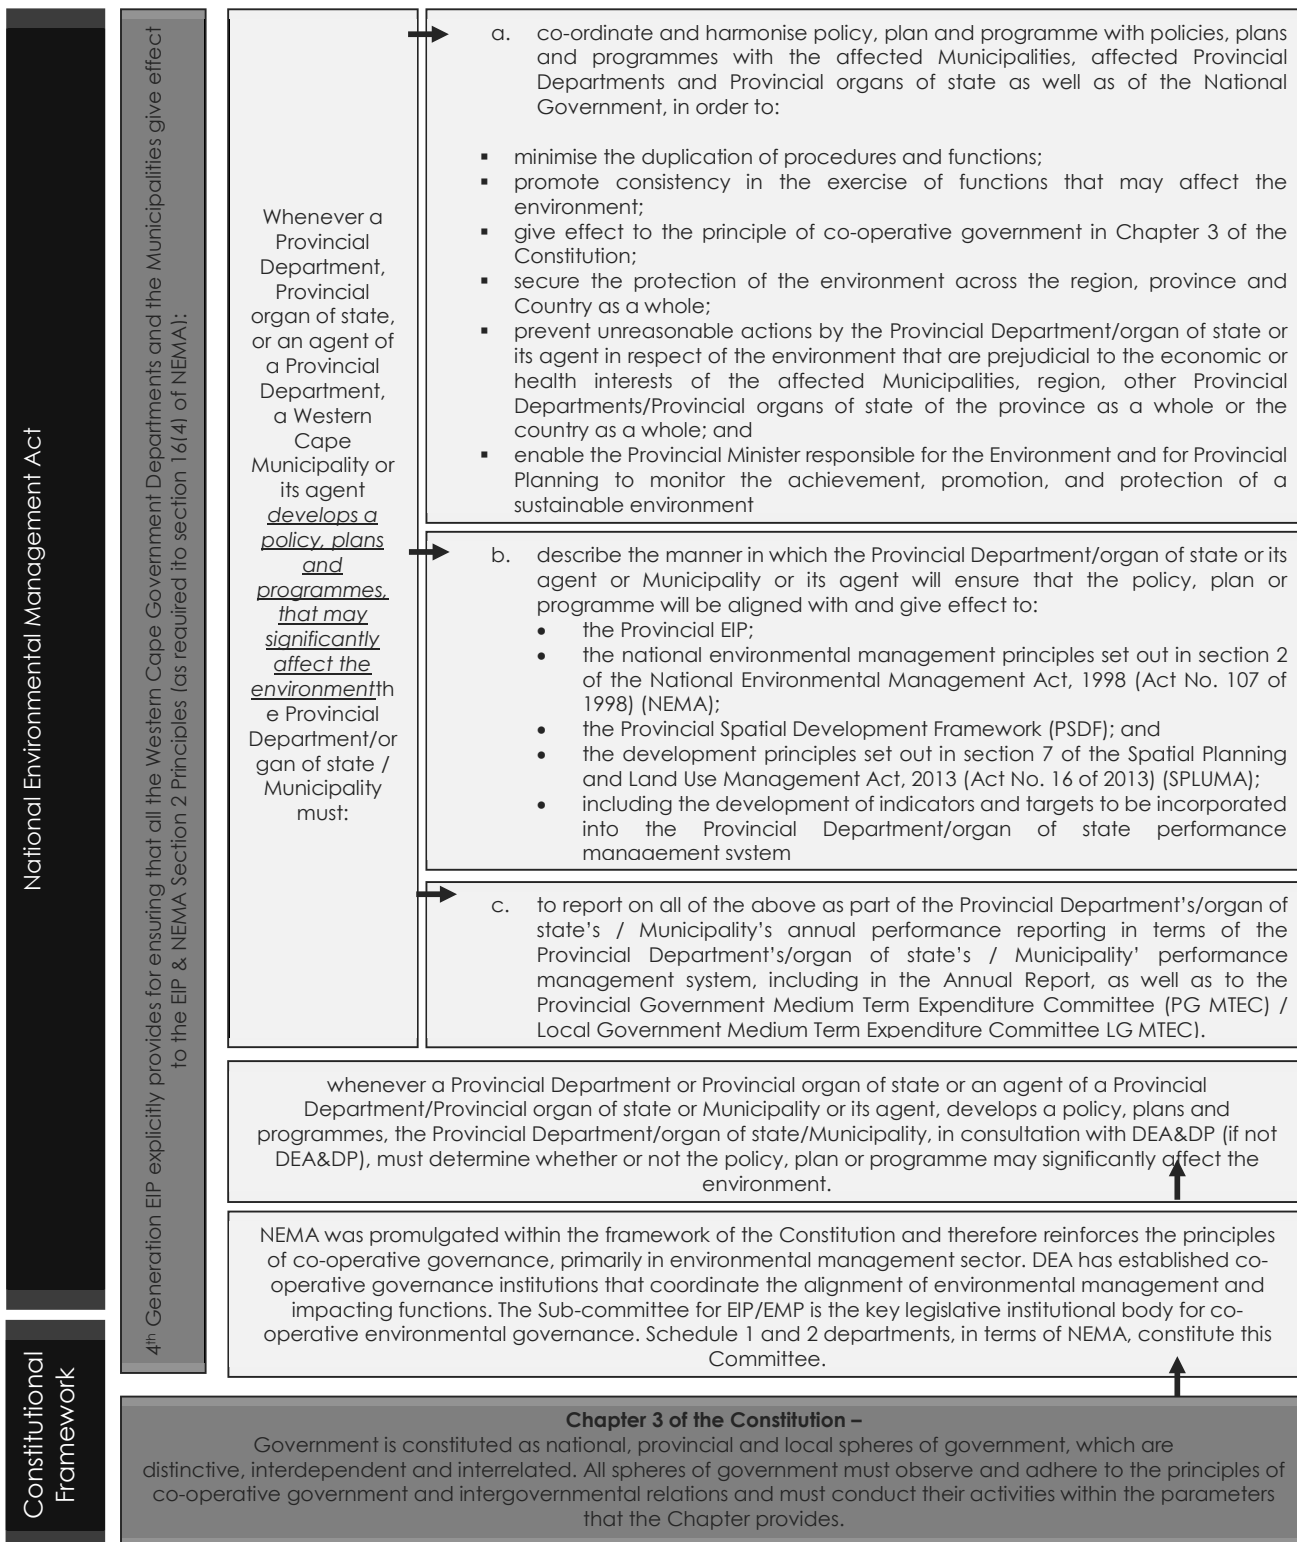 National Environmental Management Act
Constitutional
Framework
4th Generation EIP explicitly provides for ensuring that all the Western Cape Government Departments and the Municipalities give effect
to the EIP & NEMA Section 2 Principles (as required its section 16(4) of NEMA):
Whenever a
Provincial
Department,
Provincial
organ of state,
or an agent of
a Provincial
Department,
a Western
Cape
Municipality or
its agent
develops a
policy, plans
and
programmes,
that may
significantly
affect the
environmentth
e Provincial
Department/or
gan of state /
Municipality
must:
a. co-ordinate and harmonise policy, plan and programme with policies, plans
and programmes with the affected Municipalities, affected Provincial
Departments and Provincial organs of state as well as of the National
Government, in order to:
▪ minimise the duplication of procedures and functions;
▪ promote consistency in the exercise of functions that may affect the
environment;
▪ give effect to the principle of co-operative government in Chapter 3 of the
Constitution;
▪ secure the protection of the environment across the region, province and
Country as a whole;
▪ prevent unreasonable actions by the Provincial Department/organ of state or
its agent in respect of the environment that are prejudicial to the economic or
health interests of the affected Municipalities, region, other Provincial
Departments/Provincial organs of state of the province as a whole or the
country as a whole; and
▪ enable the Provincial Minister responsible for the Environment and for Provincial
Planning to monitor the achievement, promotion, and protection of a
sustainable environment
b. describe the manner in which the Provincial Department/organ of state or its
agent or Municipality or its agent will ensure that the policy, plan or
programme will be aligned with and give effect to:
• the Provincial EIP;
• the national environmental management principles set out in section 2
of the National Environmental Management Act, 1998 (Act No. 107 of
1998) (NEMA);
• the Provincial Spatial Development Framework (PSDF); and
• the development principles set out in section 7 of the Spatial Planning
and Land Use Management Act, 2013 (Act No. 16 of 2013) (SPLUMA);
• including the development of indicators and targets to be incorporated
into the Provincial Department/organ of state performance
management system
c. to report on all of the above as part of the Provincial Department's/organ of
state's / Municipality's annual performance reporting in terms of the
Provincial Department's/organ of state's / Municipality' performance
management system, including in the Annual Report, as well as to the
Provincial Government Medium Term Expenditure Committee (PG MTEC) /
Local Government Medium Term Expenditure Committee LG MTEC).
whenever a Provincial Department or Provincial organ of state or an agent of a Provincial
Department/Provincial organ of state or Municipality or its agent, develops a policy, plans and
programmes, the Provincial Department/organ of state/Municipality, in consultation with DEA&DP (if not
DEA&DP), must determine whether or not the policy, plan or programme may significantly affect the
environment.
NEMA was promulgated within the framework of the Constitution and therefore reinforces the principles
of co-operative governance, primarily in environmental management sector. DEA has established co-
operative governance institutions that coordinate the alignment of environmental management and
impacting functions. The Sub-committee for EIP/EMP is the key legislative institutional body for co-
operative environmental governance. Schedule 1 and 2 departments, in terms of NEMA, constitute this
Committee.
Chapter 3 of the Constitution –
Government is constituted as national, provincial and local spheres of government, which are
distinctive, interdependent and interrelated. All spheres of government must observe and adhere to the principles of
co-operative government and intergovernmental relations and must conduct their activities within the parameters
that the Chapter provides.